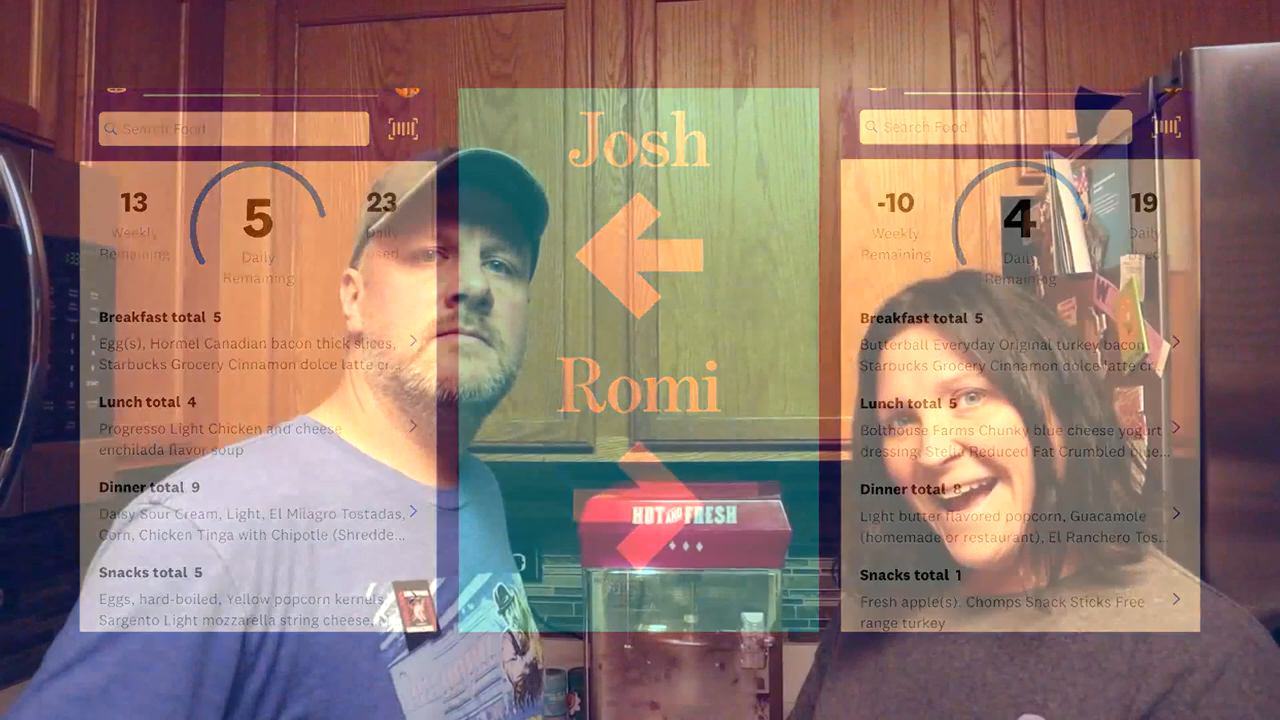 Search Food
13
5
23
Weekly
Remaining
Daily
Remaining
Daily
Breakfast total 5
Egg(s), Hormel Canadian bacon thick slices,
Starbucks Grocery Cinnamon dolce latte cr...
Lunch total 4
Progresso Light Chicken and cheese
enchilada flavor soup
Dinner total 9
Daisy Sour Cream, Light, El Milagro Tostadas,
Corn, Chicken Tinga with Chipotle (Shredde...
Snacks total 5
Eggs, hard-boiled, Yellow popcorn kernels
Sargento Light mozzarella string cheese,
Josh
Romi
HOT AND FRESH
Search Food
-10
4
19
Weekly
Remaining
Daily
Remaining
Daily
Breakfast total 5
Butterball Everyday Original turkey bacon
Starbucks Grocery Cinnamon dolce latte cr...
Lunch total 5
Bolthouse Farms Chunky blue cheese yogurt
dressing, Stella Reduced Fat Crumbled blue...
Dinner total 8
Light butter flavored popcorn, Guacamole
(homemade or restaurant), El Ranchero Tos...
Snacks total 1
Fresh apple(s), Chomps Snack Sticks Free
range turkey